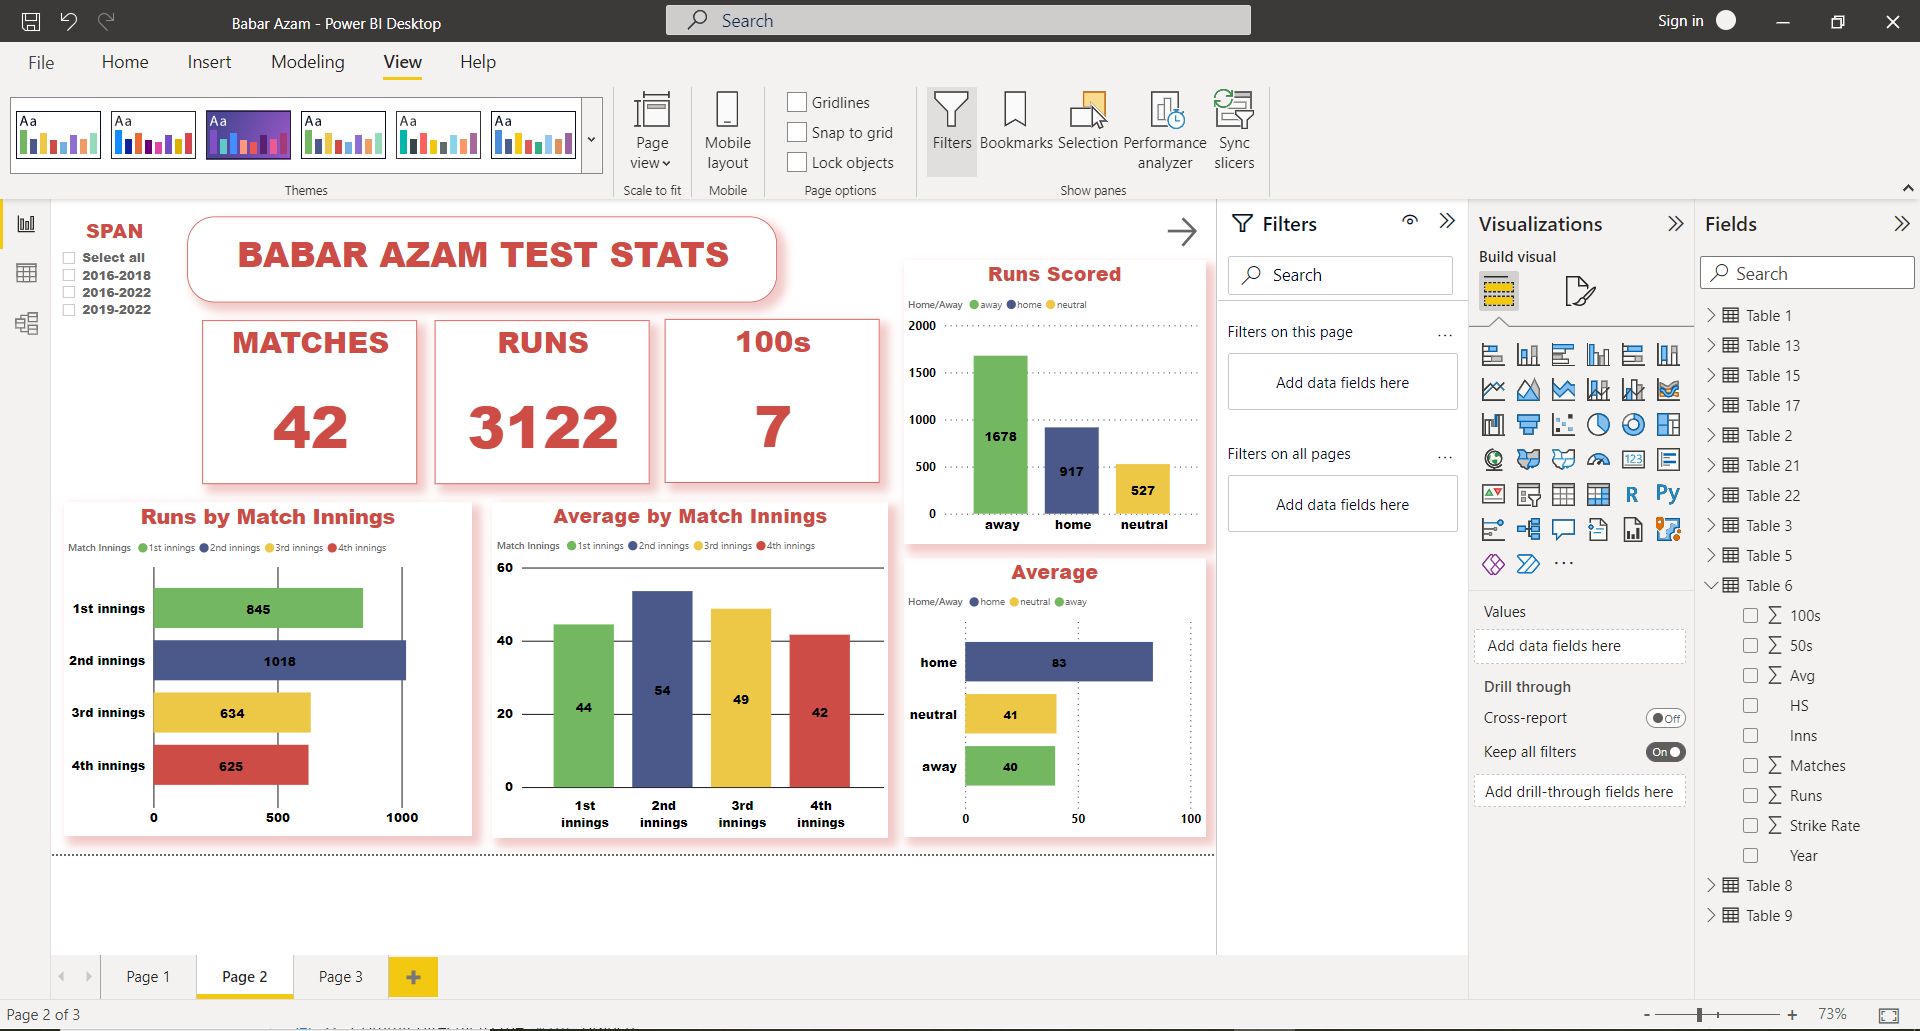 Babar Azam - Power BI Desktop
Search
Sign in
File Home Insert Modeling View Help
Aa Aa Aa Aa Aa Aa
Themes
Page view
Scale to fit
Mobile layout
Mobile
Gridlines
Snap to grid
Lock objects
Page options
Filters
Bookmarks
Selection
Performance analyzer
Sync slicers
Show panes
SPAN
Select all
2016-2018
2016-2022
2019-2022
BABAR AZAM TEST STATS
MATCHES
42
RUNS
3122
100s
7
Runs Scored
Home/Away away home neutral
2000
1500
1000
500
0
1678
917
527
away home neutral
Runs by Match Innings
Match Innings 1st innings 2nd innings 3rd innings 4th innings
1st innings 845
2nd innings 1018
3rd innings 634
4th innings 625
0 500 1000
Average by Match Innings
Match Innings 1st innings 2nd innings 3rd innings 4th innings
60
40
20
0
44 54 49 42
1st innings
2nd innings
3rd innings
4th innings
Average
Home/Away home neutral away
home 83
neutral 41
away 40
0 50 100
Filters
Search
Filters on this page ...
Add data fields here
Filters on all pages ...
Add data fields here
Visualizations
Build visual
123
R Py
...
Values
Add data fields here
Drill through
Cross-report Off
Keep all filters On
Add drill-through fields here
Fields
Search
Table 1
Table 13
Table 15
Table 17
Table 2
Table 21
Table 22
Table 3
Table 5
Table 6
100s
50s
Avg
HS
Inns
Matches
Runs
Strike Rate
Year
Table 8
Table 9
Page 1 Page 2 Page 3 +
Page 2 of 3
- + 73%